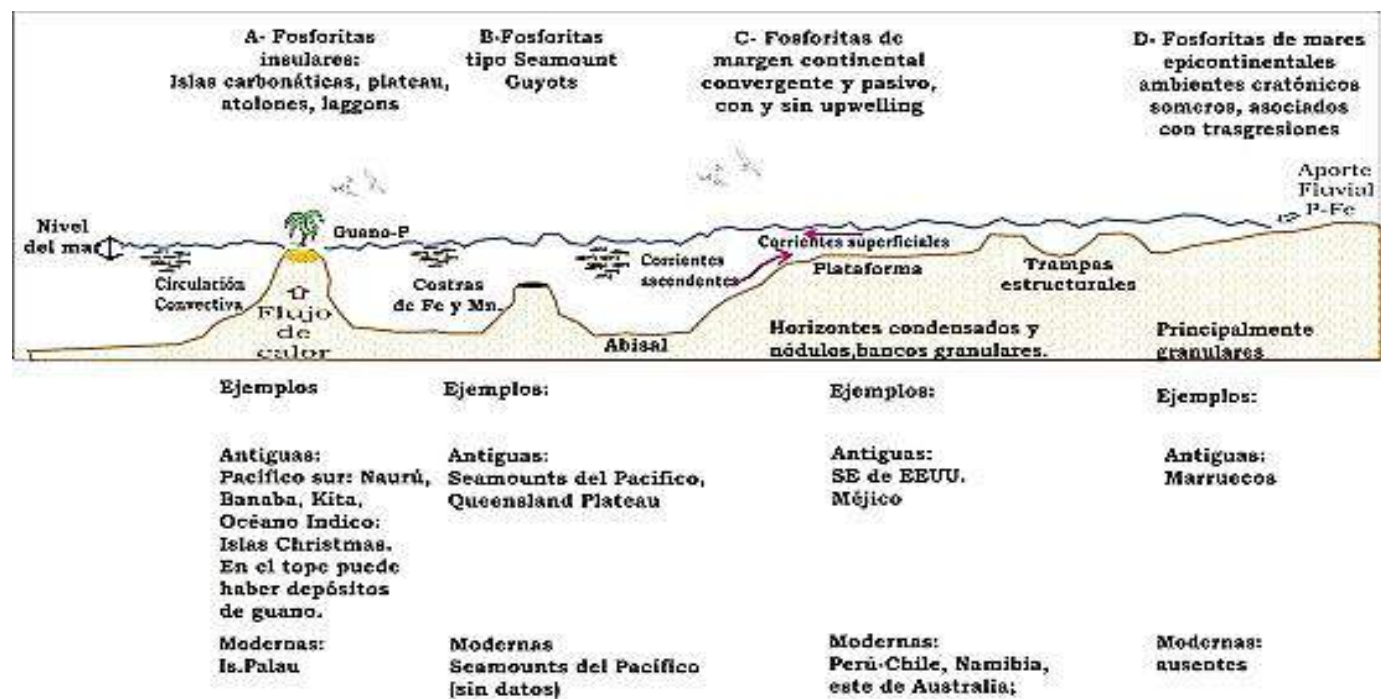 A- Fosforitas
insulares:
Islas carbonáticas, plateau,
atolones, laggons
B-Fosforitas
tipo Seamount
Guyots
C- Fosforitas de
margen continental
convergente y pasivo,
con y sin upwelling
D- Fosforitas de mares
epicontinentales
ambientes cratónicos
someros, asociados
con trasgresiones
Aporte
Fluvial
P-Fe
Nivel
del mar
Guano-P
Circulación
Convectiva
Flujo
de
calor
Costras
de Fe y Mn.
Abisal
Corrientes
ascendentes
Corrientes superficiales
Plataforma
Trampas
estructurales
Horizontes condensados y
nódulos,bancos granulares.
Principalmente
granulares
Ejemplos
Antiguas:
Pacífico sur: Naurú,
Banaba, Kita,
Océano Indico:
Islas Christmas.
En el tope puede
haber depósitos
de guano.
Modernas:
Is.Palau
Ejemplos:
Antiguas:
Seamounts del Pacífico,
Queensland Plateau
Modernas
Seamounts del Pacífico
(sin datos)
Ejemplos:
Antiguas:
SE de EEUU.
Méjico
Modernas:
Perú-Chile, Namibia,
este de Australia;
Ejemplos:
Antiguas:
Marruecos
Modernas:
ausentes